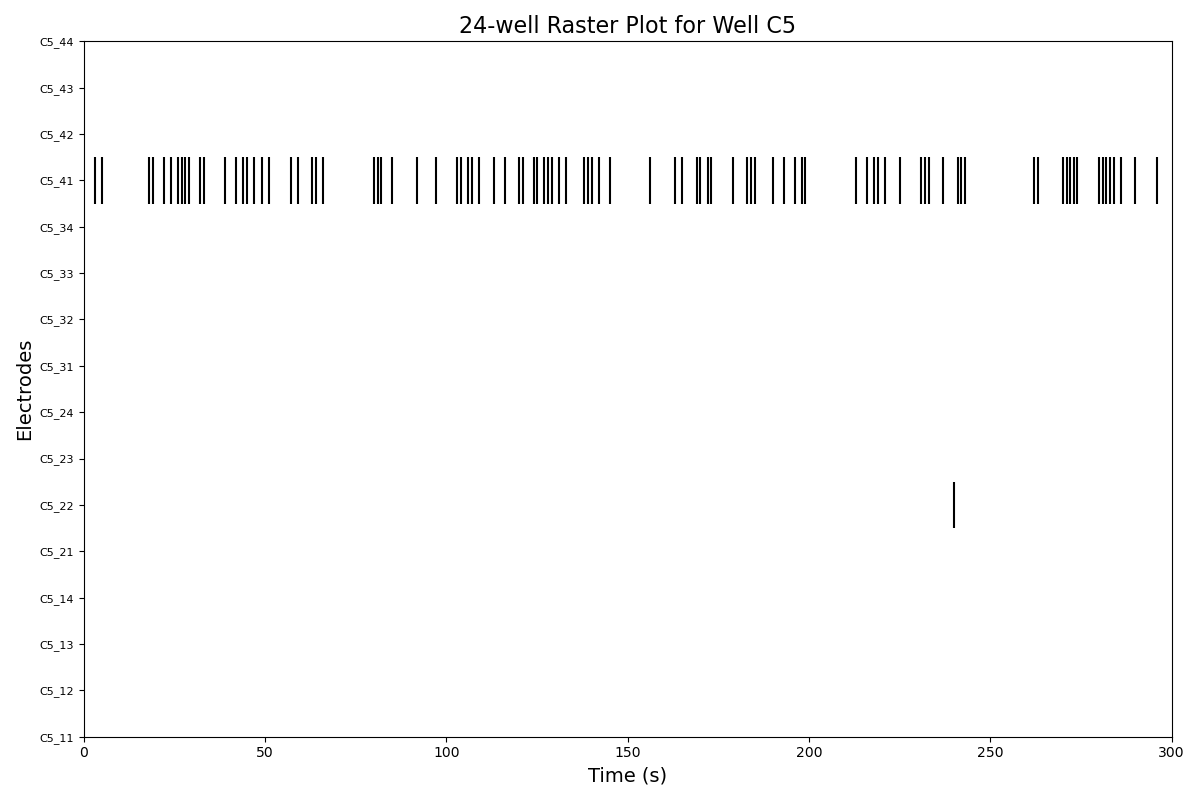 24-well Raster Plot for Well C5
C5_44
C5_43
C5_42
C5_41
C5_34
C5_33
C5_32
C5_31
C5_24
C5_23
C5_22
C5_21
C5_14
C5_13
C5_12
C5_11
Electrodes
0 50 100 150 200 250 300
Time (s)